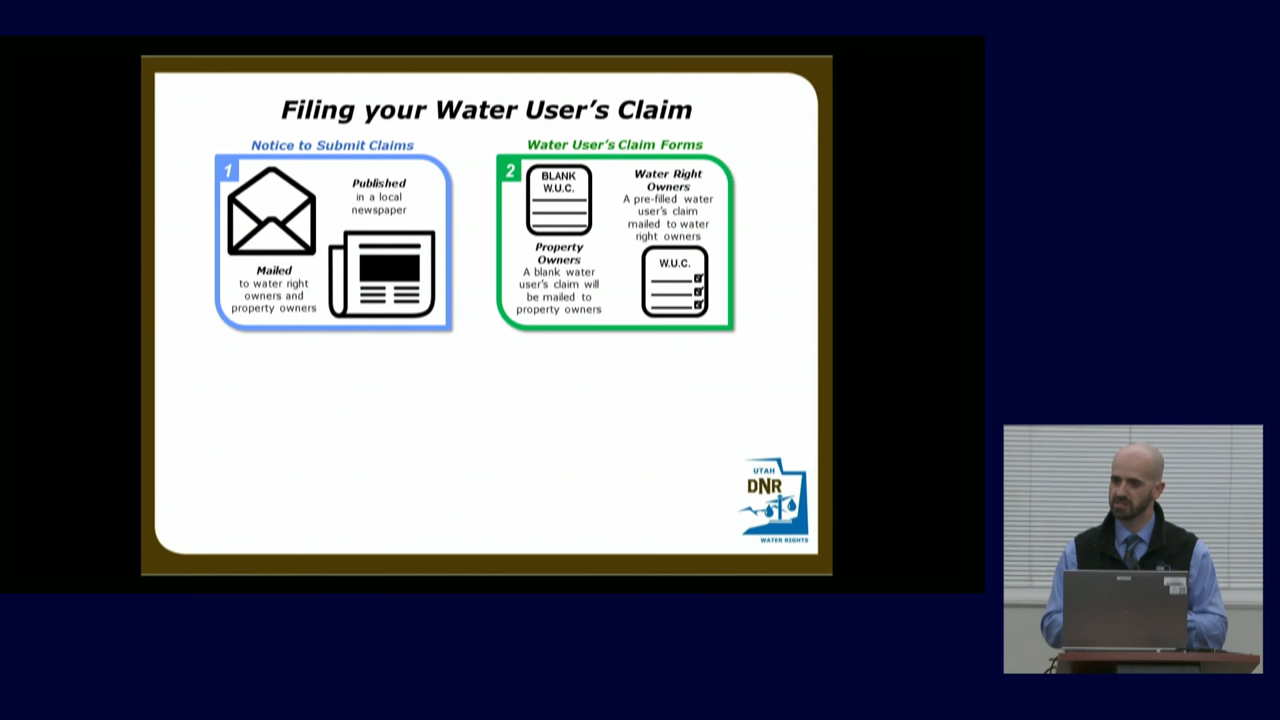 Filing your Water User's Claim
Notice to Submit Claims
1
Published
in a local
newspaper
Mailed
to water right
owners and
property owners
Water User's Claim Forms
2
BLANK
W.U.C.
Property
Owners
A blank water
user's claim will
be mailed to
property owners
Water Right
Owners
A pre-filled water
user's claim
mailed to water
right owners
W.U.C.
UTAH
DNR
WATER RIGHTS